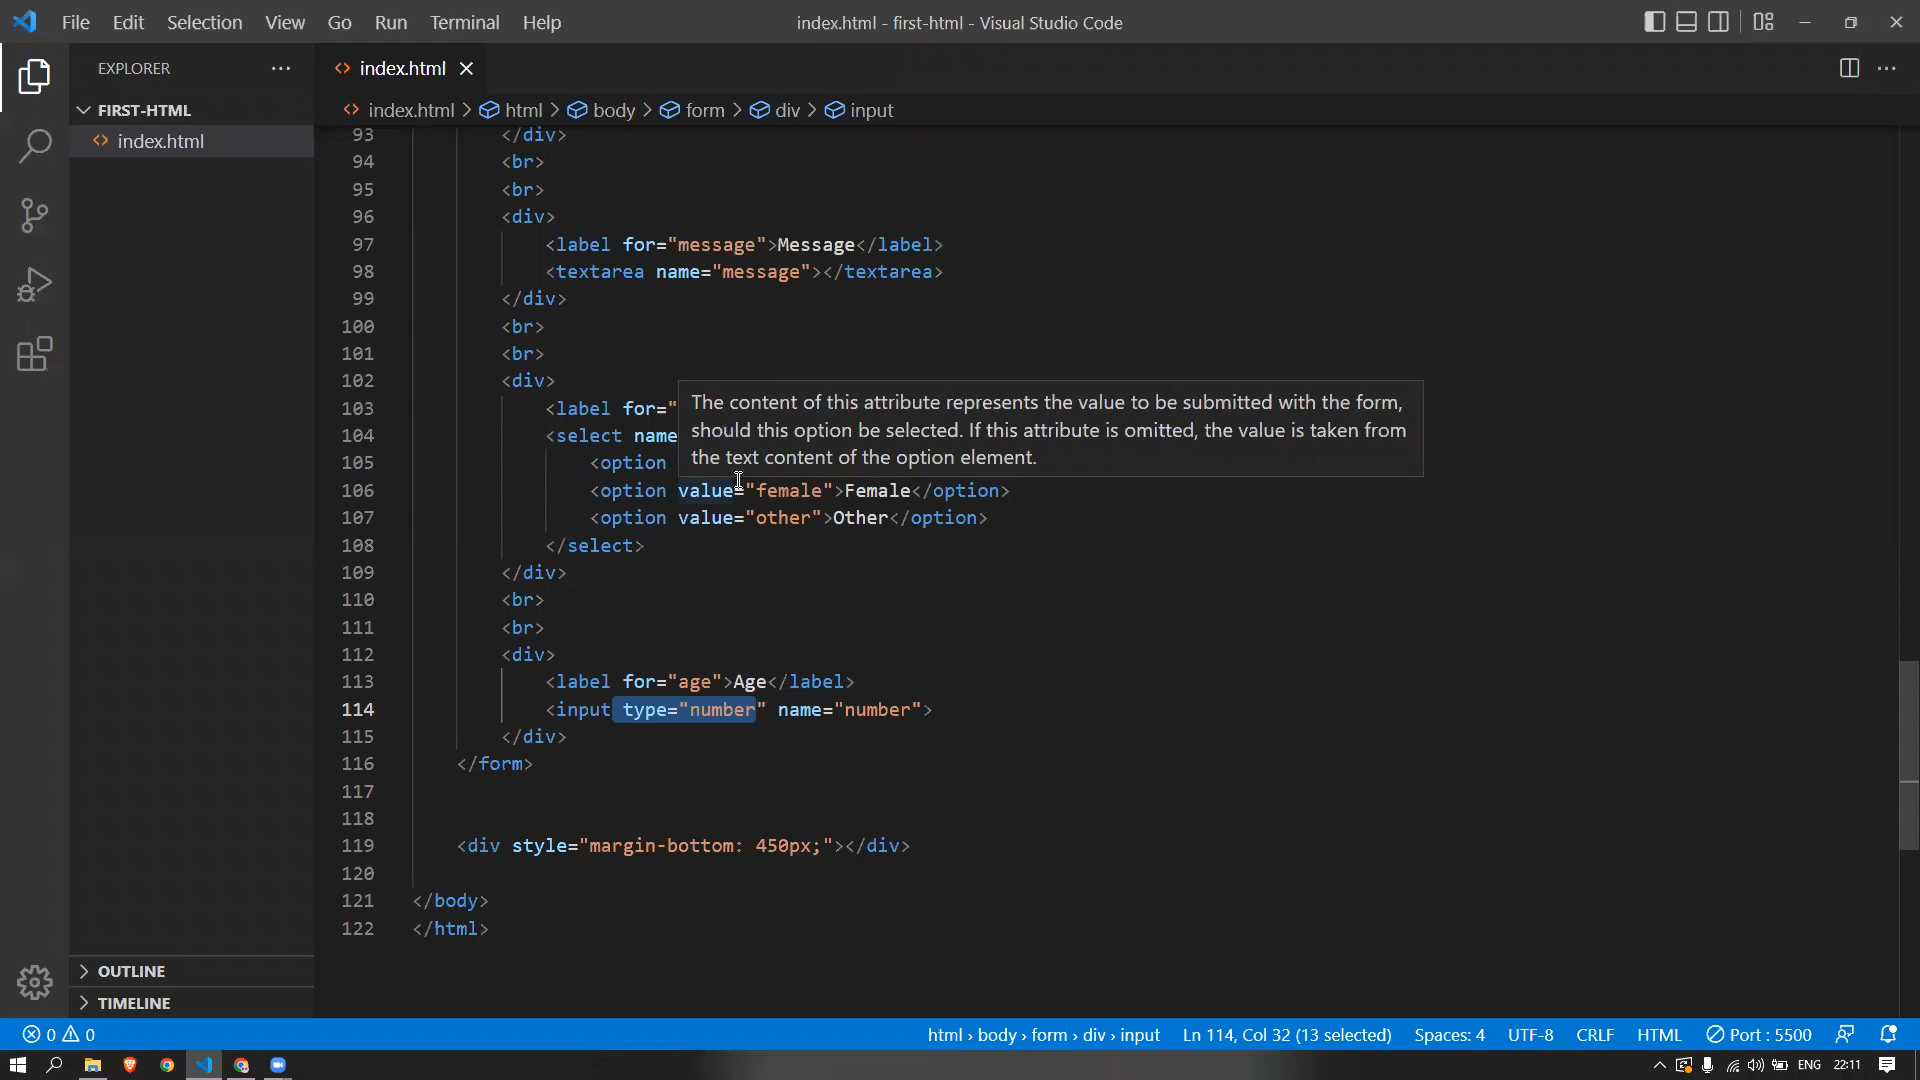 File Edit Selection View Go Run Terminal Help
index.html - first-html - Visual Studio Code
EXPLORER
index.html
FIRST-HTML
index.html
index.html > html > body > form > div > input
93 </div>
94 <br>
95 <br>
96 <div>
97 <label for="message">Message</label>
98 <textarea name="message"></textarea>
99 </div>
100 <br>
101 <br>
102 <div>
103 <label for="
104 <select name
105 <option
The content of this attribute represents the value to be submitted with the form,
should this option be selected. If this attribute is omitted, the value is taken from
the text content of the option element.
106 <option value="female">Female</option>
107 <option value="other">Other</option>
108 </select>
109 </div>
110 <br>
111 <br>
112 <div>
113 <label for="age">Age</label>
114 <input type="number" name="number">
115 </div>
116 </form>
117
118
119 <div style="margin-bottom: 450px;"></div>
120
121 </body>
122 </html>
OUTLINE
TIMELINE
0 0
html › body › form › div › input
Ln 114, Col 32 (13 selected)
Spaces: 4
UTF-8
CRLF
HTML
Port : 5500
ENG
22:11